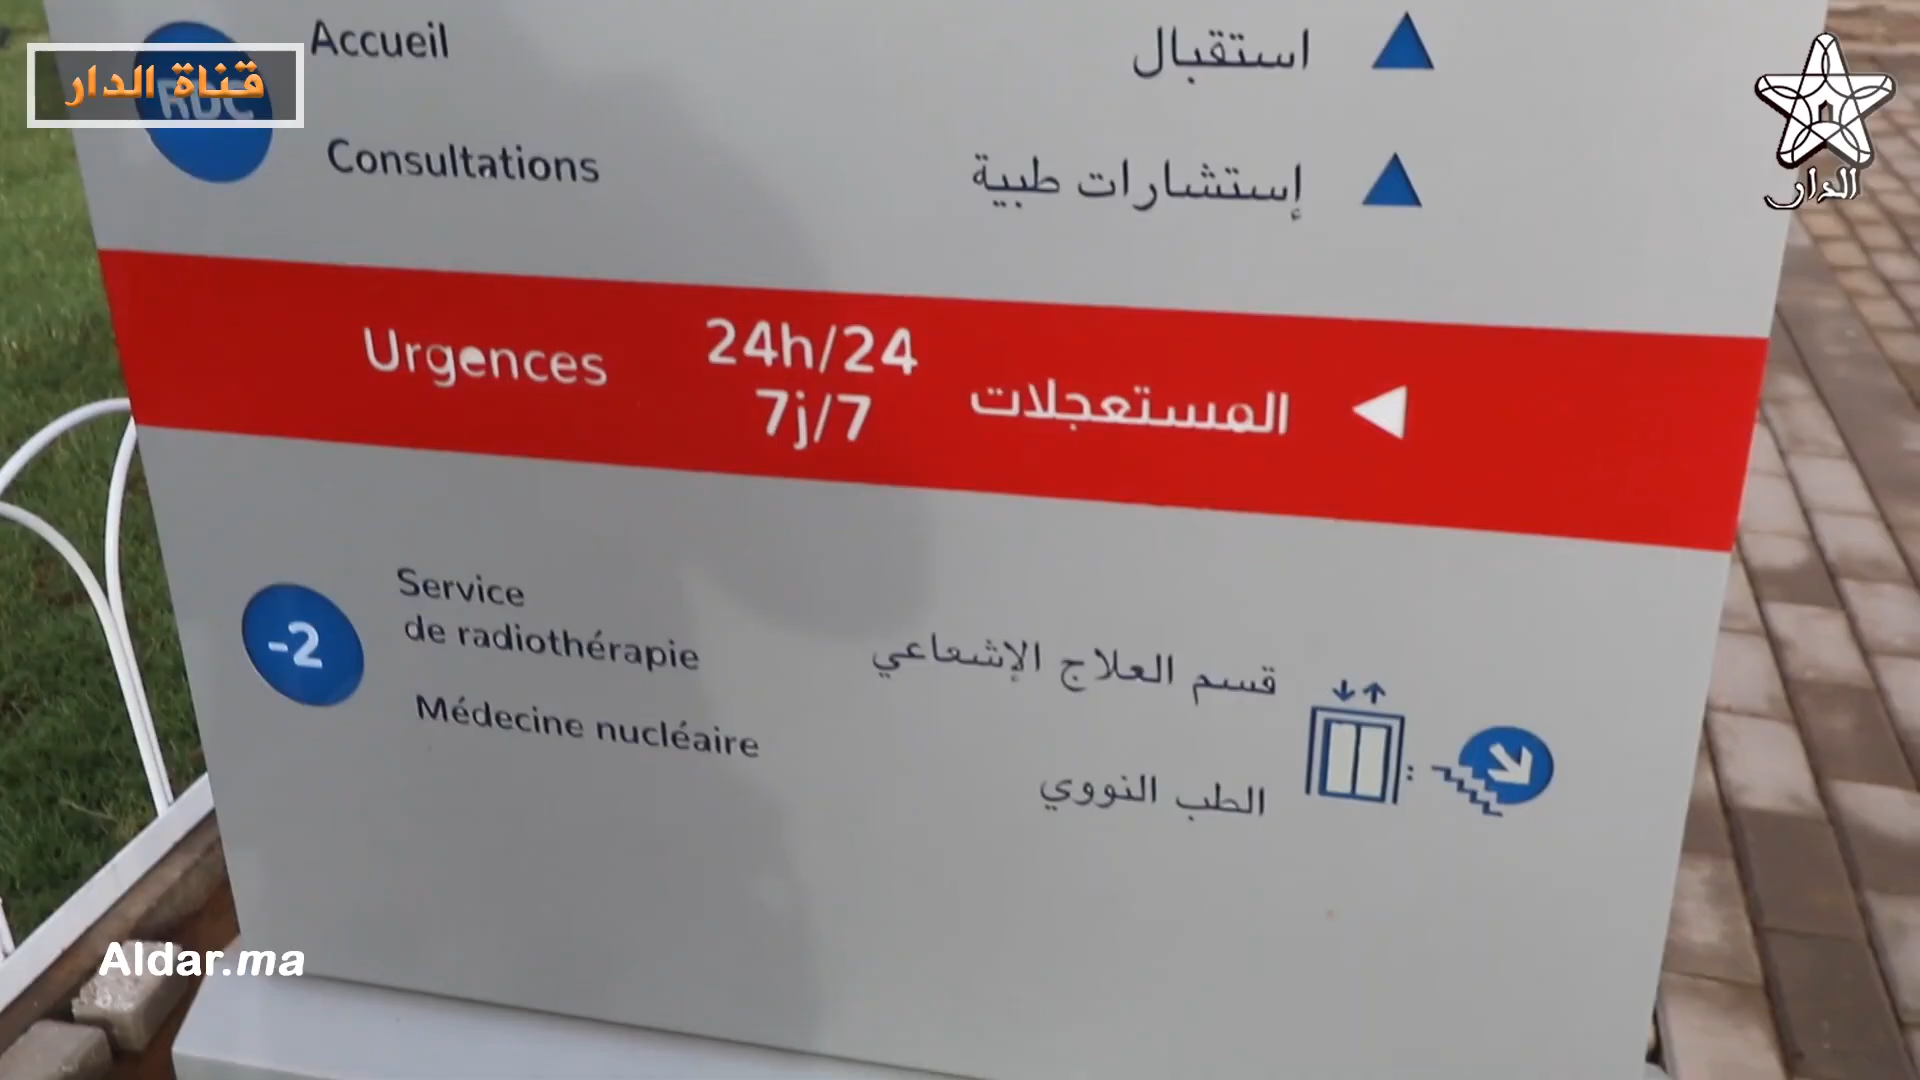 Accueil
استقبال
قناة الدار
RDC
الدار
Consultations
إستشارات طبية
Urgences
24h/24
7j/7
المستعجلات
-2
Service
de radiothérapie
قسم العلاج الإشعاعي
Médecine nucléaire
الطب النووي
Aldar.ma